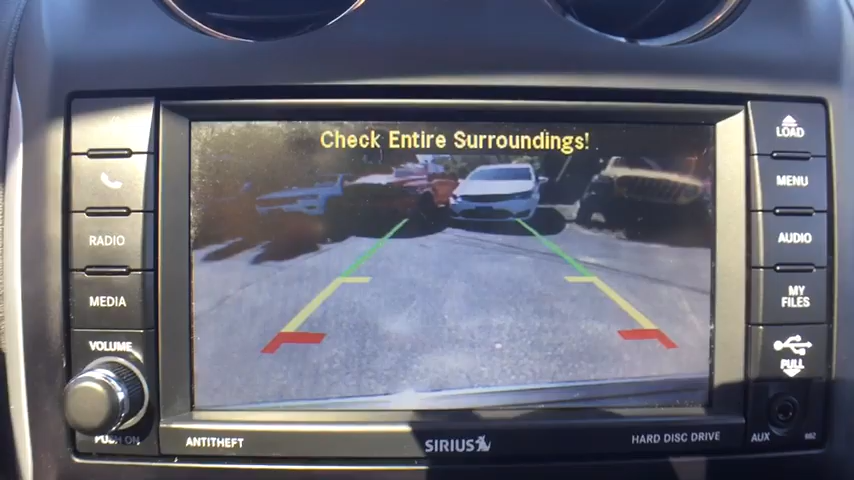 Check Entire Surroundings!
RADIO
MEDIA
VOLUME
PUSH ON
ANTITHEFT
SIRIUS
HARD DISC DRIVE
LOAD
MENU
AUDIO
MY
FILES
PULL
AUX